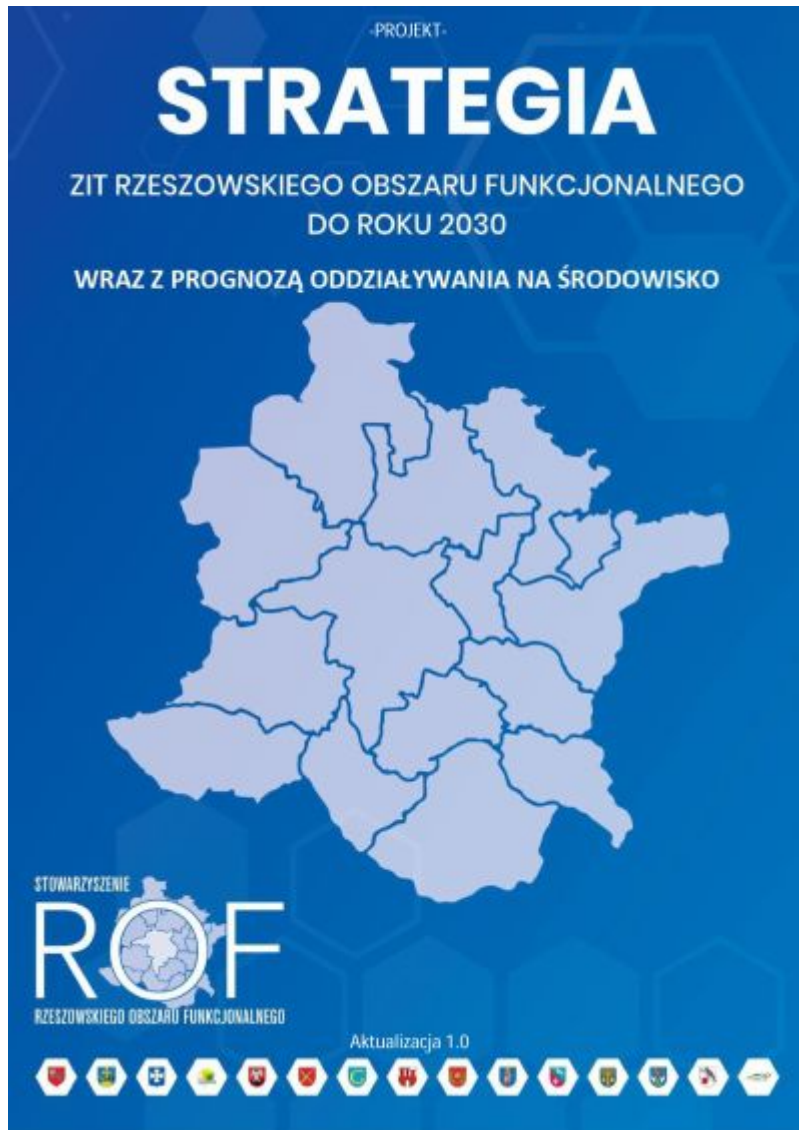 -PROJEKT-
STRATEGIA
ZIT RZESZOWSKIEGO OBSZARU FUNKCJONALNEGO
DO ROKU 2030
WRAZ Z PROGNOZĄ ODDZIAŁYWANIA NA ŚRODOWISKO
STOWARZYSZENIE
ROF
RZESZOWSKIEGO OBSZARU FUNKCJONALNEGO
Aktualizacja 1.0